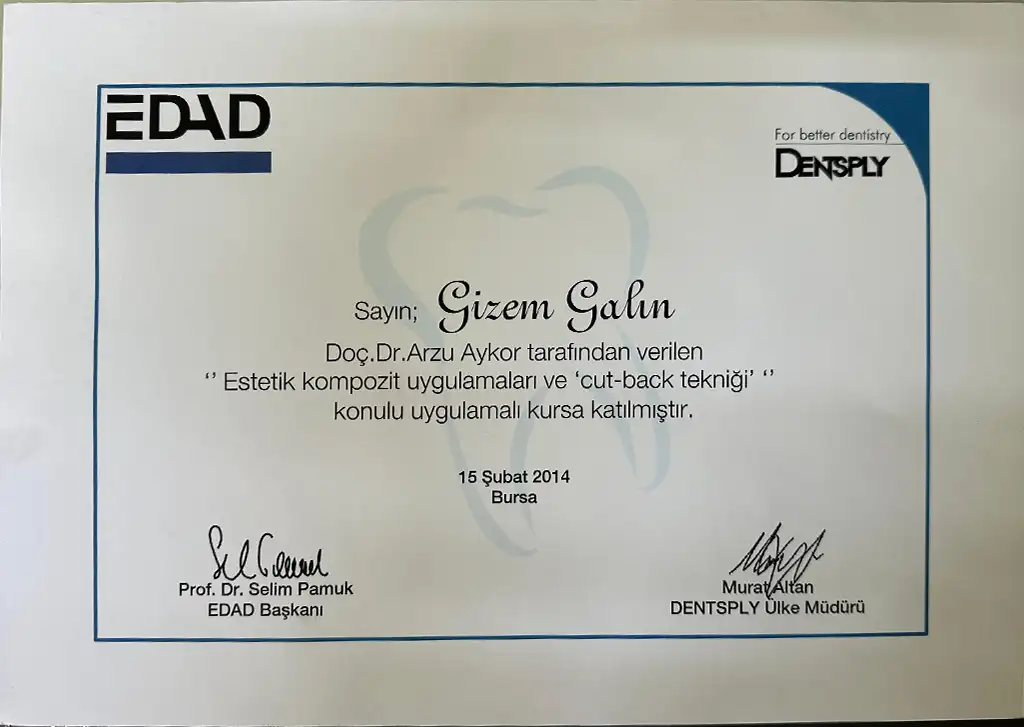 EDAD
For better dentistry
DENTSPLY
Sayın; Gizem Galın
Doç.Dr.Arzu Aykor tarafından verilen
‘’ Estetik kompozit uygulamaları ve ‘cut-back tekniği’ ‘’
konulu uygulamalı kursa katılmıştır.
15 Şubat 2014
Bursa
Prof. Dr. Selim Pamuk
EDAD Başkanı
Murat Altan
DENTSPLY Ülke Müdürü